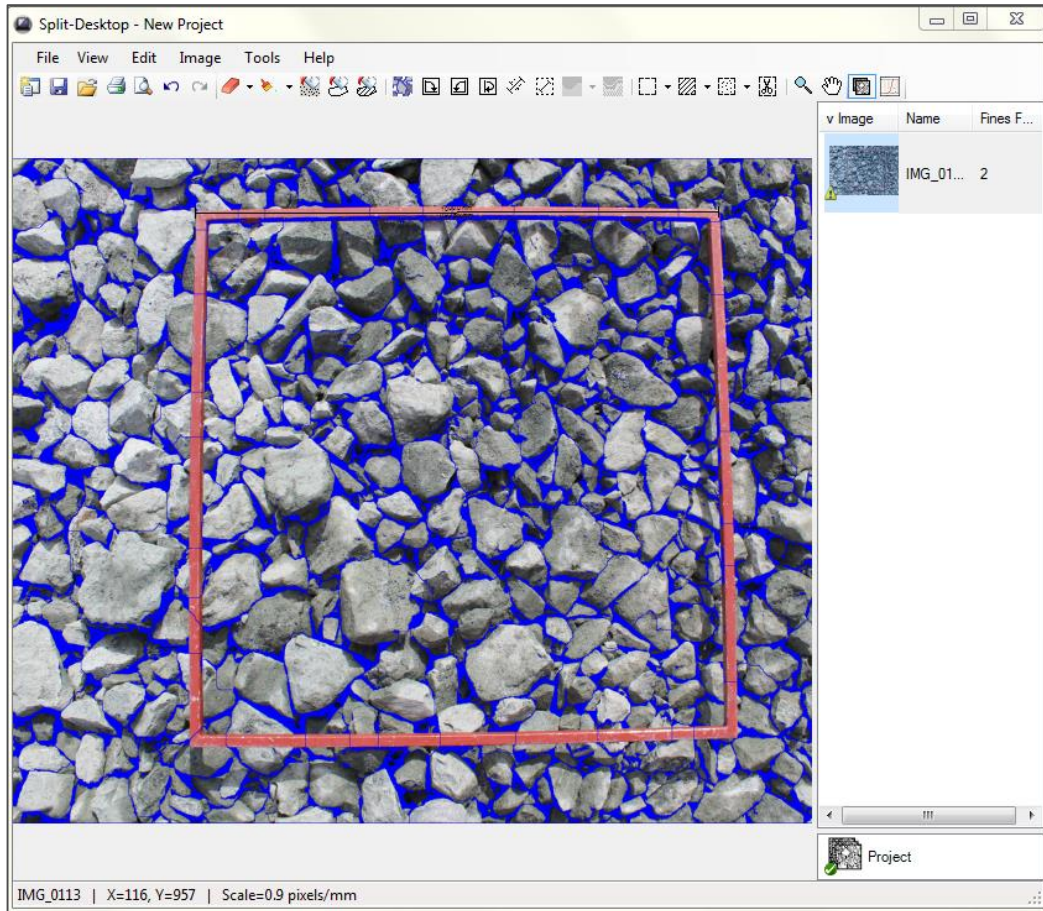 Split-Desktop - New Project
File View Edit Image Tools Help
v Image Name Fines F...
IMG_01... 2
Project
IMG_0113 | X=116, Y=957 | Scale=0.9 pixels/mm